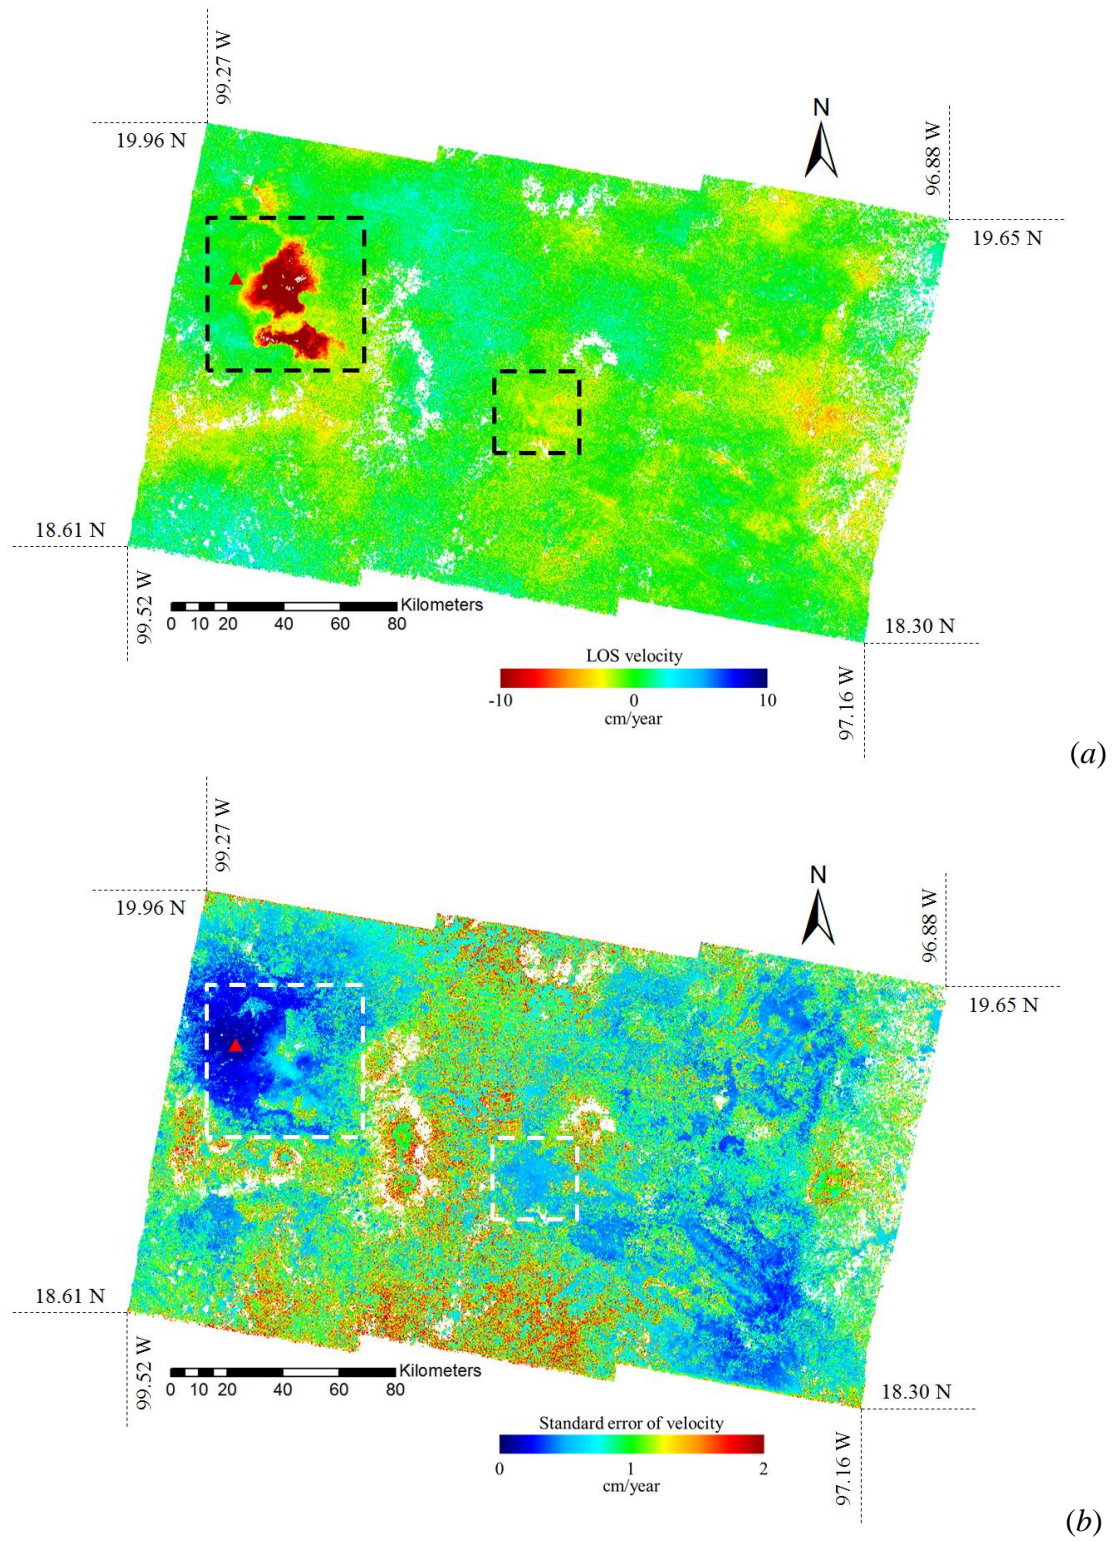 99.27 W
19.96 N
N
96.88 W
19.65 N
18.61 N
99.52 W
Kilometers
0 10 20 40 60 80
18.30 N
LOS velocity
-10 0 10
cm/year
97.16 W
(a)
99.27 W
19.96 N
N
96.88 W
19.65 N
18.61 N
99.52 W
Kilometers
0 10 20 40 60 80
18.30 N
Standard error of velocity
0 1 2
cm/year
97.16 W
(b)